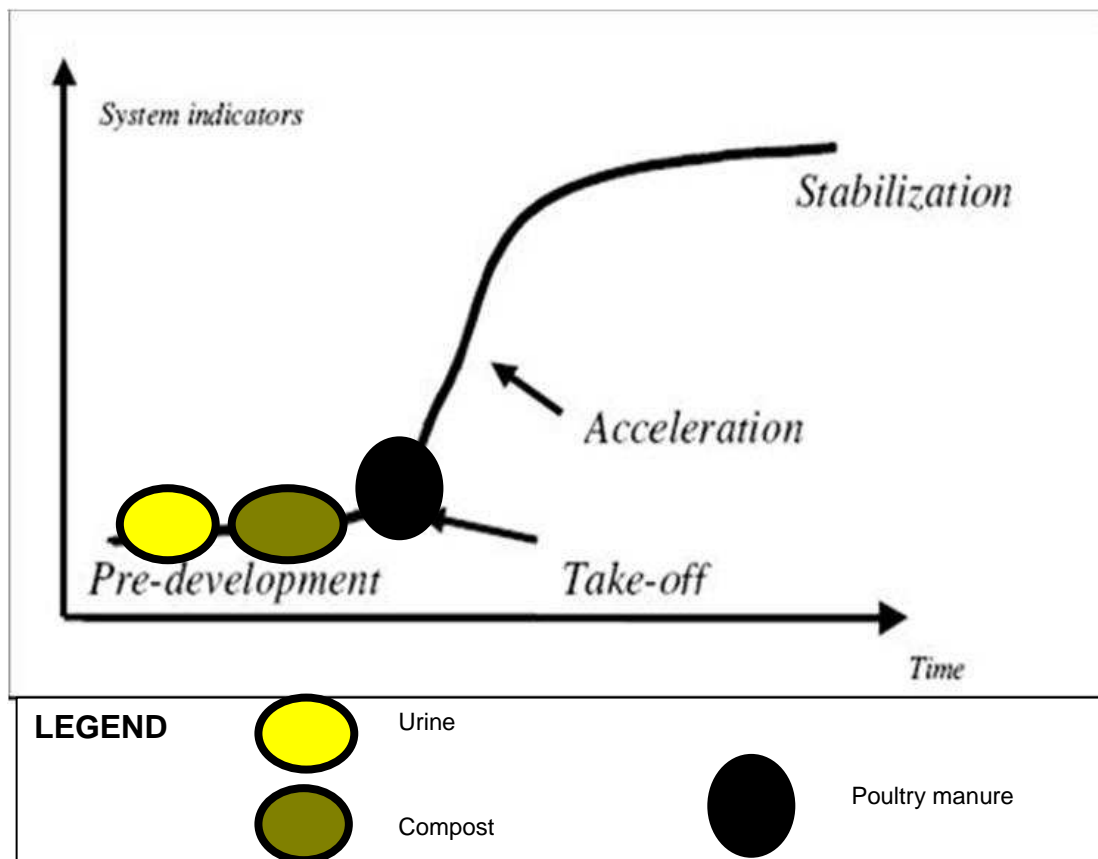 System indicators
Stabilization
Acceleration
Pre-development
Take-off
Time
LEGEND
Urine
Compost
Poultry manure